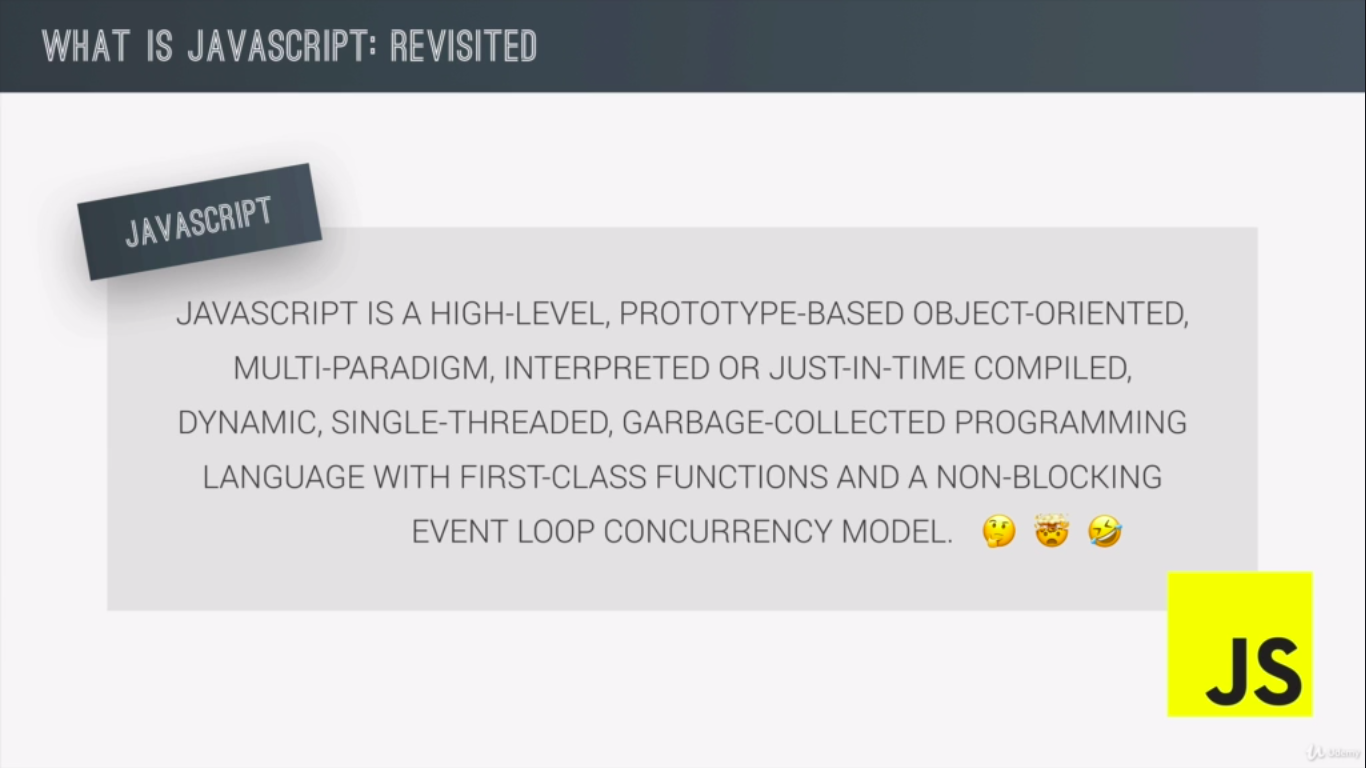 WHAT IS JAVASCRIPT: REVISITED
JAVASCRIPT
JAVASCRIPT IS A HIGH-LEVEL, PROTOTYPE-BASED OBJECT-ORIENTED,
MULTI-PARADIGM, INTERPRETED OR JUST-IN-TIME COMPILED,
DYNAMIC, SINGLE-THREADED, GARBAGE-COLLECTED PROGRAMMING
LANGUAGE WITH FIRST-CLASS FUNCTIONS AND A NON-BLOCKING
EVENT LOOP CONCURRENCY MODEL. 🤔 🤯 🤣
JS
Udemy